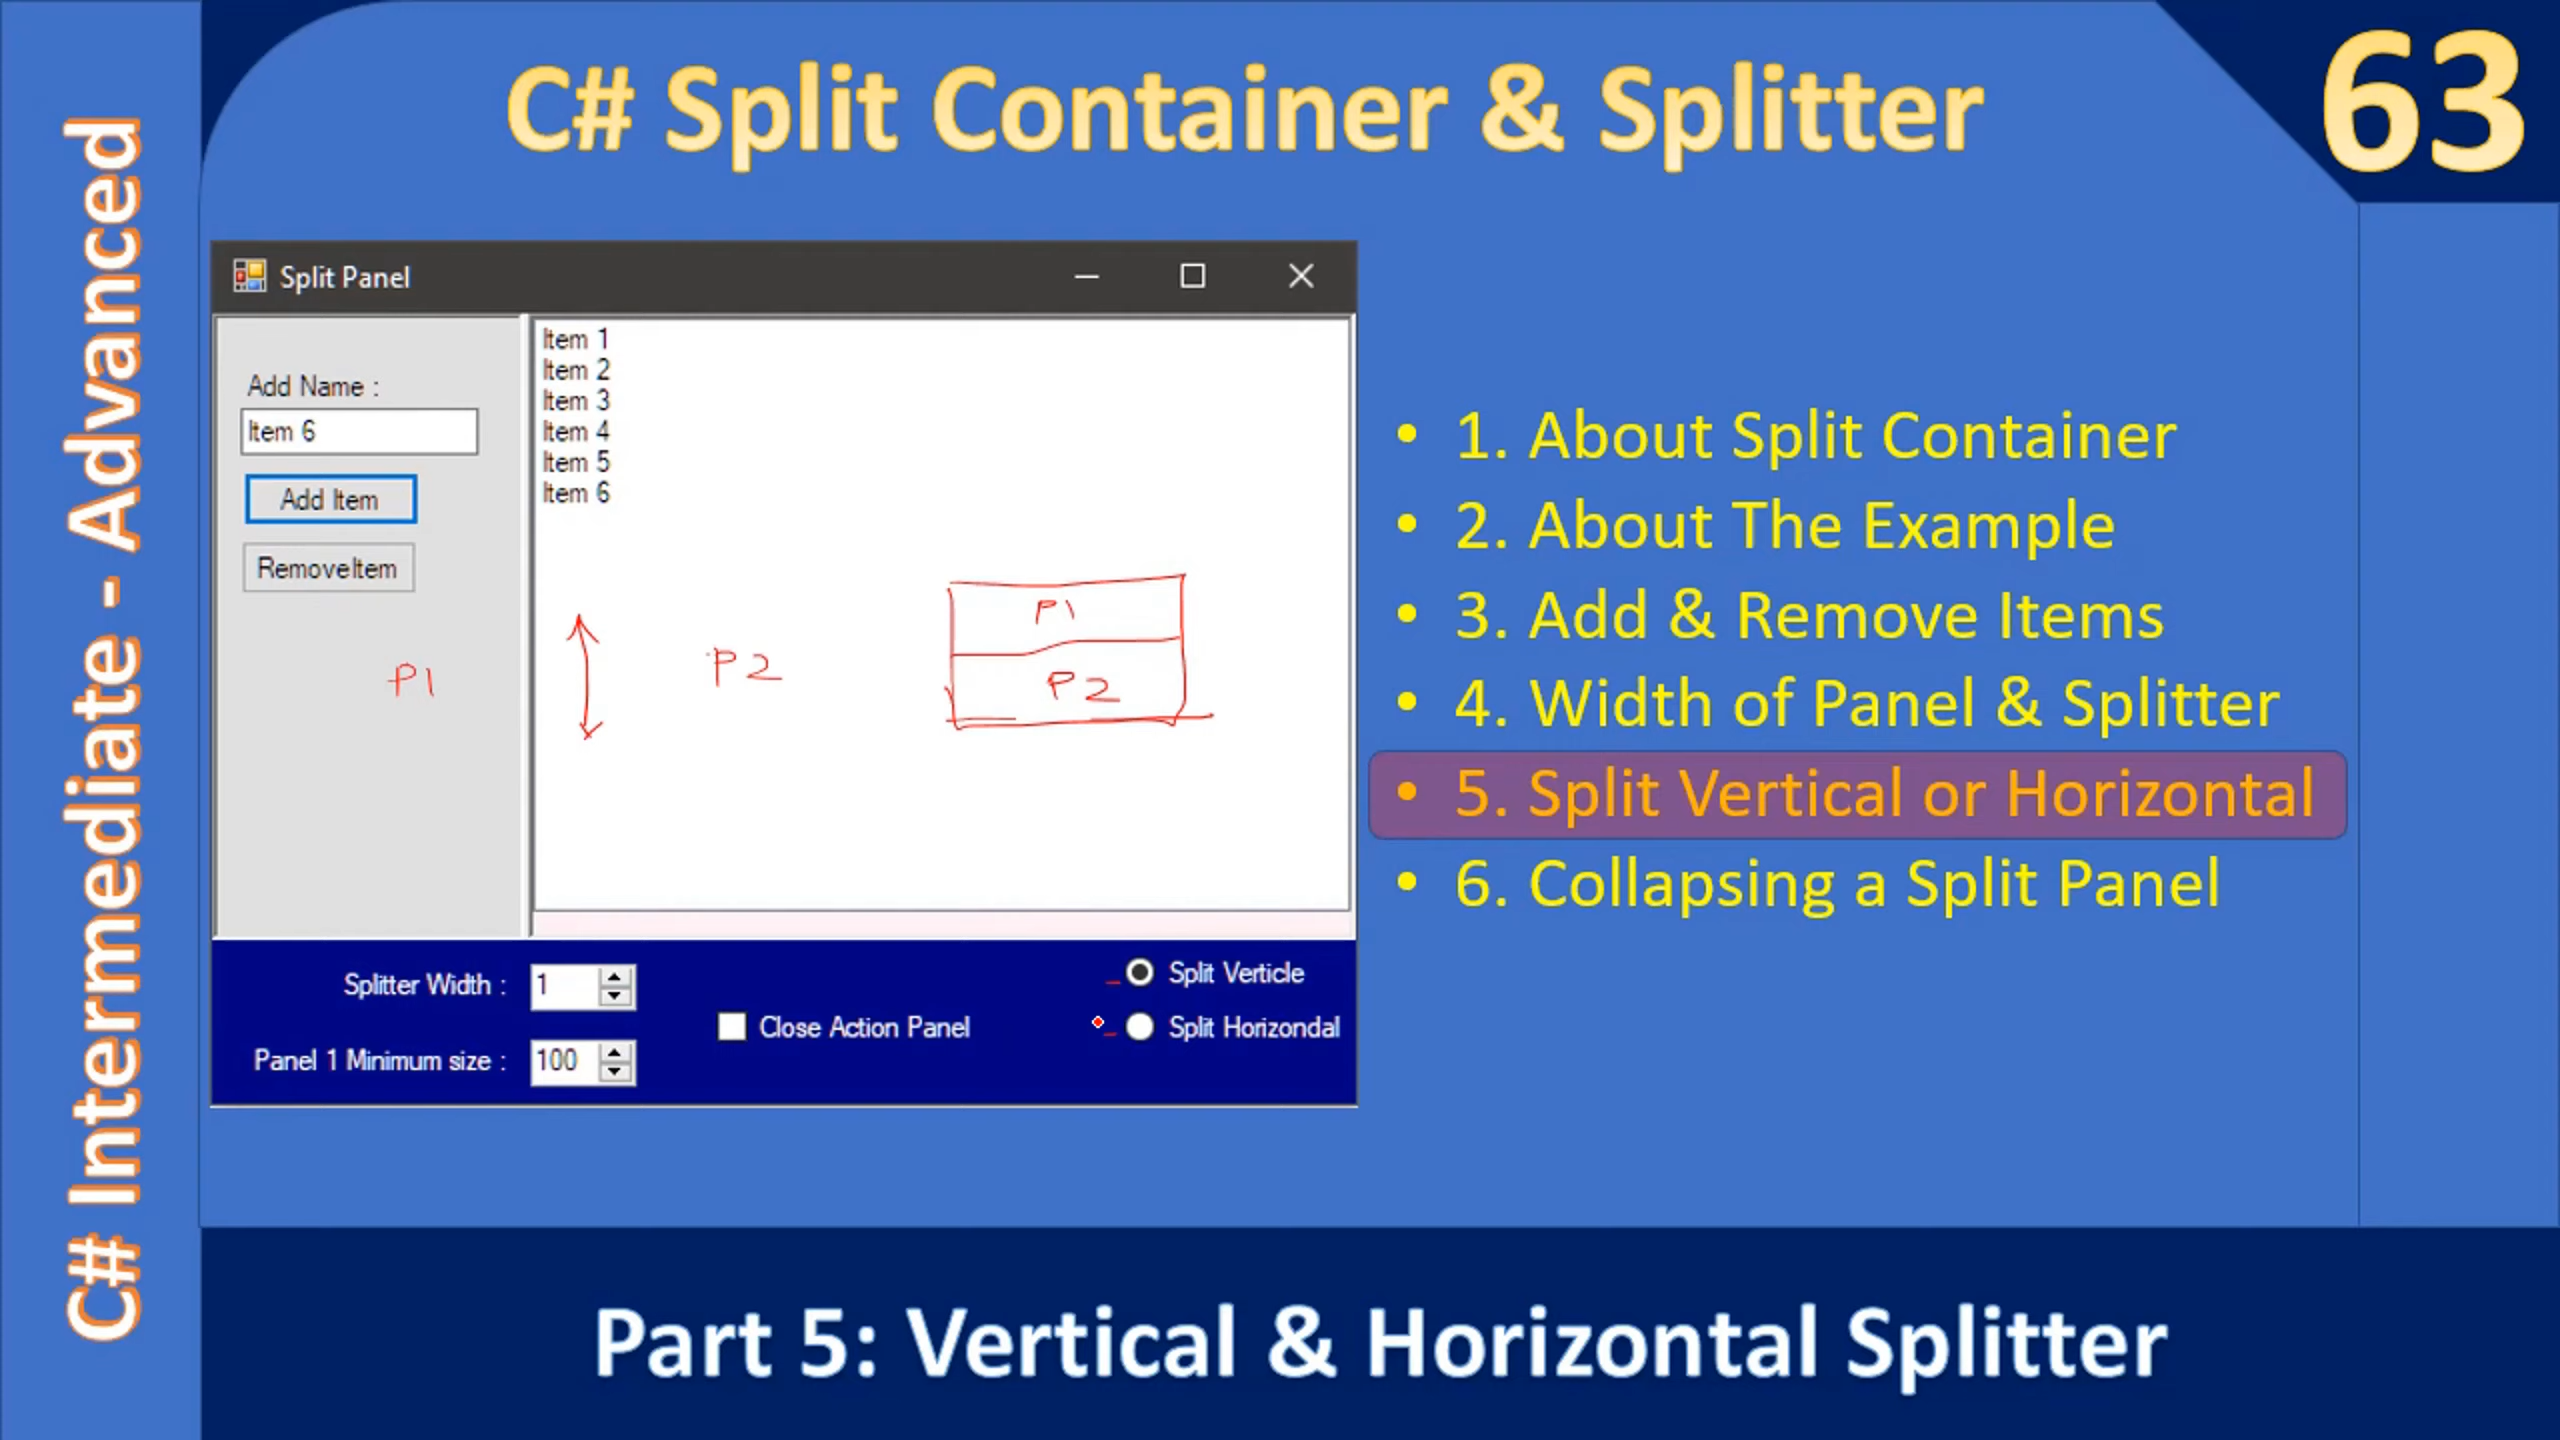 C# Split Container & Splitter
63
C# Intermediate - Advanced
Split Panel
Add Name :
Item 6
Add Item
RemoveItem
P1
Item 1
Item 2
Item 3
Item 4
Item 5
Item 6
P2
P1
P2
Splitter Width :
1
Panel 1 Minimum size :
100
Close Action Panel
Split Verticle
Split Horizondal
• 1. About Split Container
• 2. About The Example
• 3. Add & Remove Items
• 4. Width of Panel & Splitter
• 5. Split Vertical or Horizontal
• 6. Collapsing a Split Panel
Part 5: Vertical & Horizontal Splitter